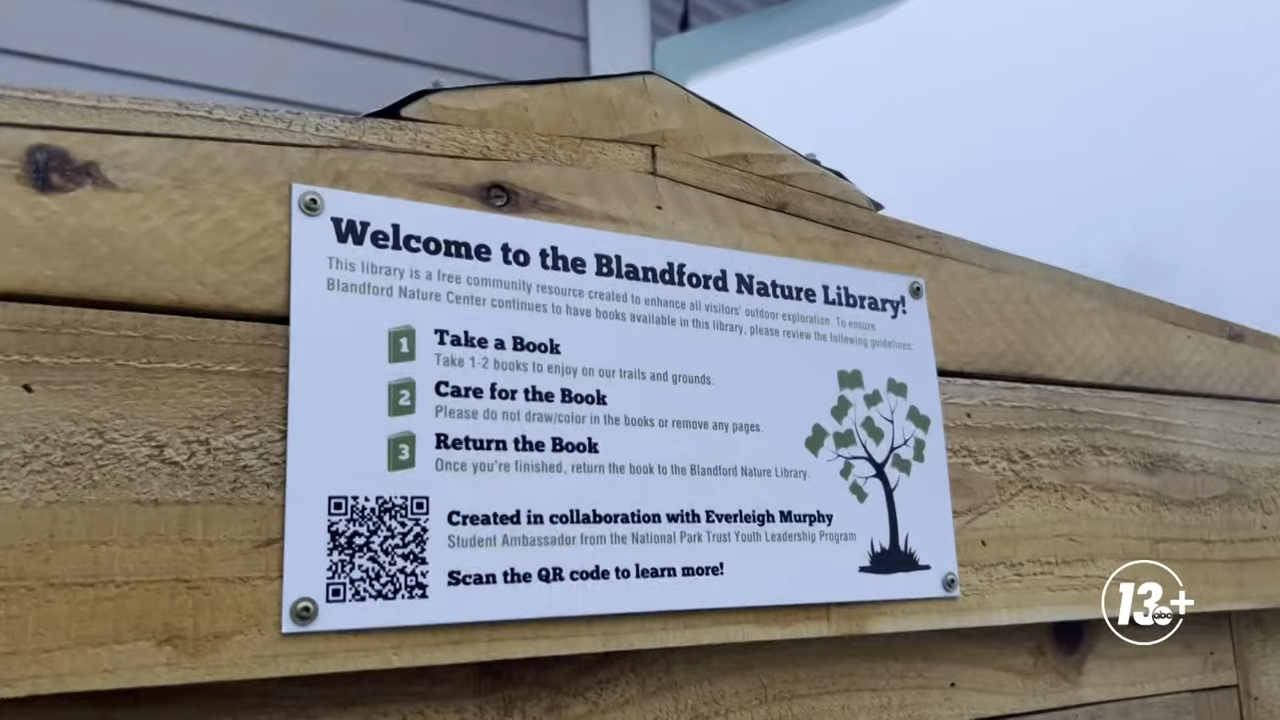 Welcome to the Blandford Nature Library!
This library is a free community resource created to enhance all visitors' outdoor exploration. To ensure
Blandford Nature Center continues to have books available in this library, please review the following guidelines:
1 Take a Book
Take 1-2 books to enjoy on our trails and grounds.
2 Care for the Book
Please do not draw/color in the books or remove any pages.
3 Return the Book
Once you're finished, return the book to the Blandford Nature Library.
Created in collaboration with Everleigh Murphy
Student Ambassador from the National Park Trust Youth Leadership Program
Scan the QR code to learn more!
13 abc +